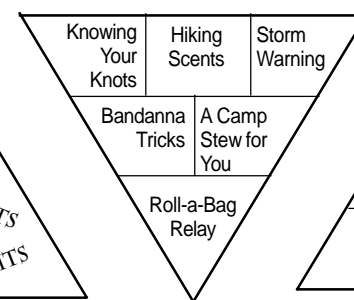 Knowing
Your
Knots
Hiking
Scents
Storm
Warning
Bandanna
Tricks
A Camp
Stew for
You
Roll-a-Bag
Relay